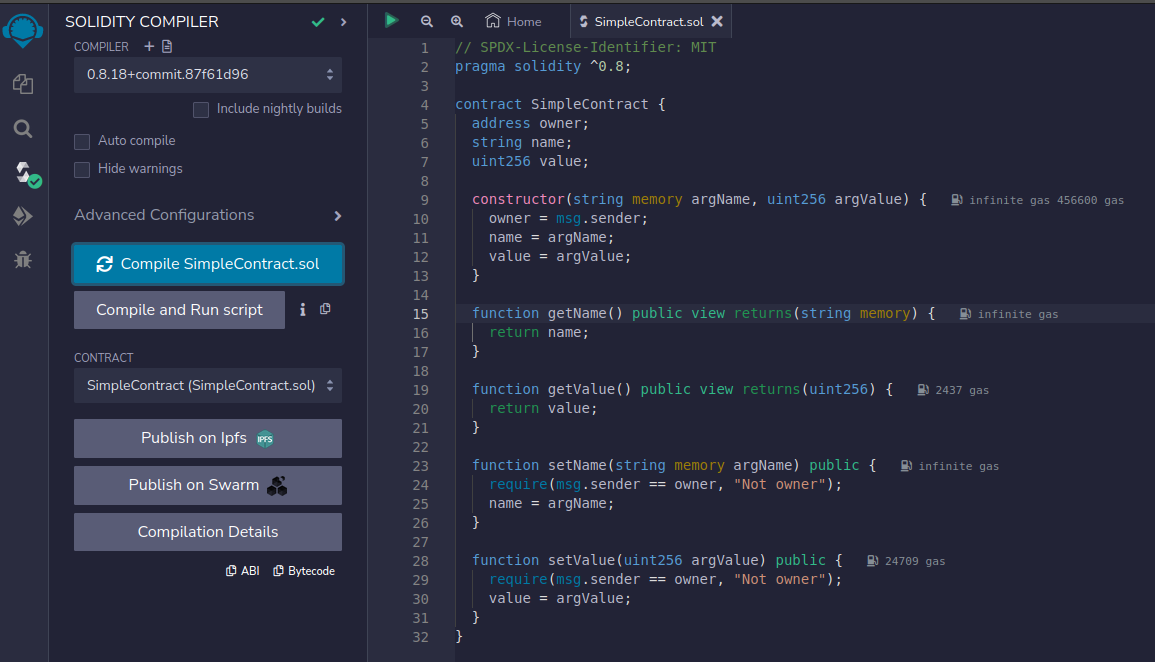 SOLIDITY COMPILER
COMPILER
0.8.18+commit.87f61d96
Include nightly builds
Auto compile
Hide warnings
Advanced Configurations
Compile SimpleContract.sol
Compile and Run script
CONTRACT
SimpleContract (SimpleContract.sol)
Publish on Ipfs IPFS
Publish on Swarm
Compilation Details
ABI Bytecode
Home SimpleContract.sol
1 // SPDX-License-Identifier: MIT
2 pragma solidity ^0.8;
3
4 contract SimpleContract {
5 address owner;
6 string name;
7 uint256 value;
8
9 constructor(string memory argName, uint256 argValue) { infinite gas 456600 gas
10 owner = msg.sender;
11 name = argName;
12 value = argValue;
13 }
14
15 function getName() public view returns(string memory) { infinite gas
16 return name;
17 }
18
19 function getValue() public view returns(uint256) { 2437 gas
20 return value;
21 }
22
23 function setName(string memory argName) public { infinite gas
24 require(msg.sender == owner, "Not owner");
25 name = argName;
26 }
27
28 function setValue(uint256 argValue) public { 24709 gas
29 require(msg.sender == owner, "Not owner");
30 value = argValue;
31 }
32 }